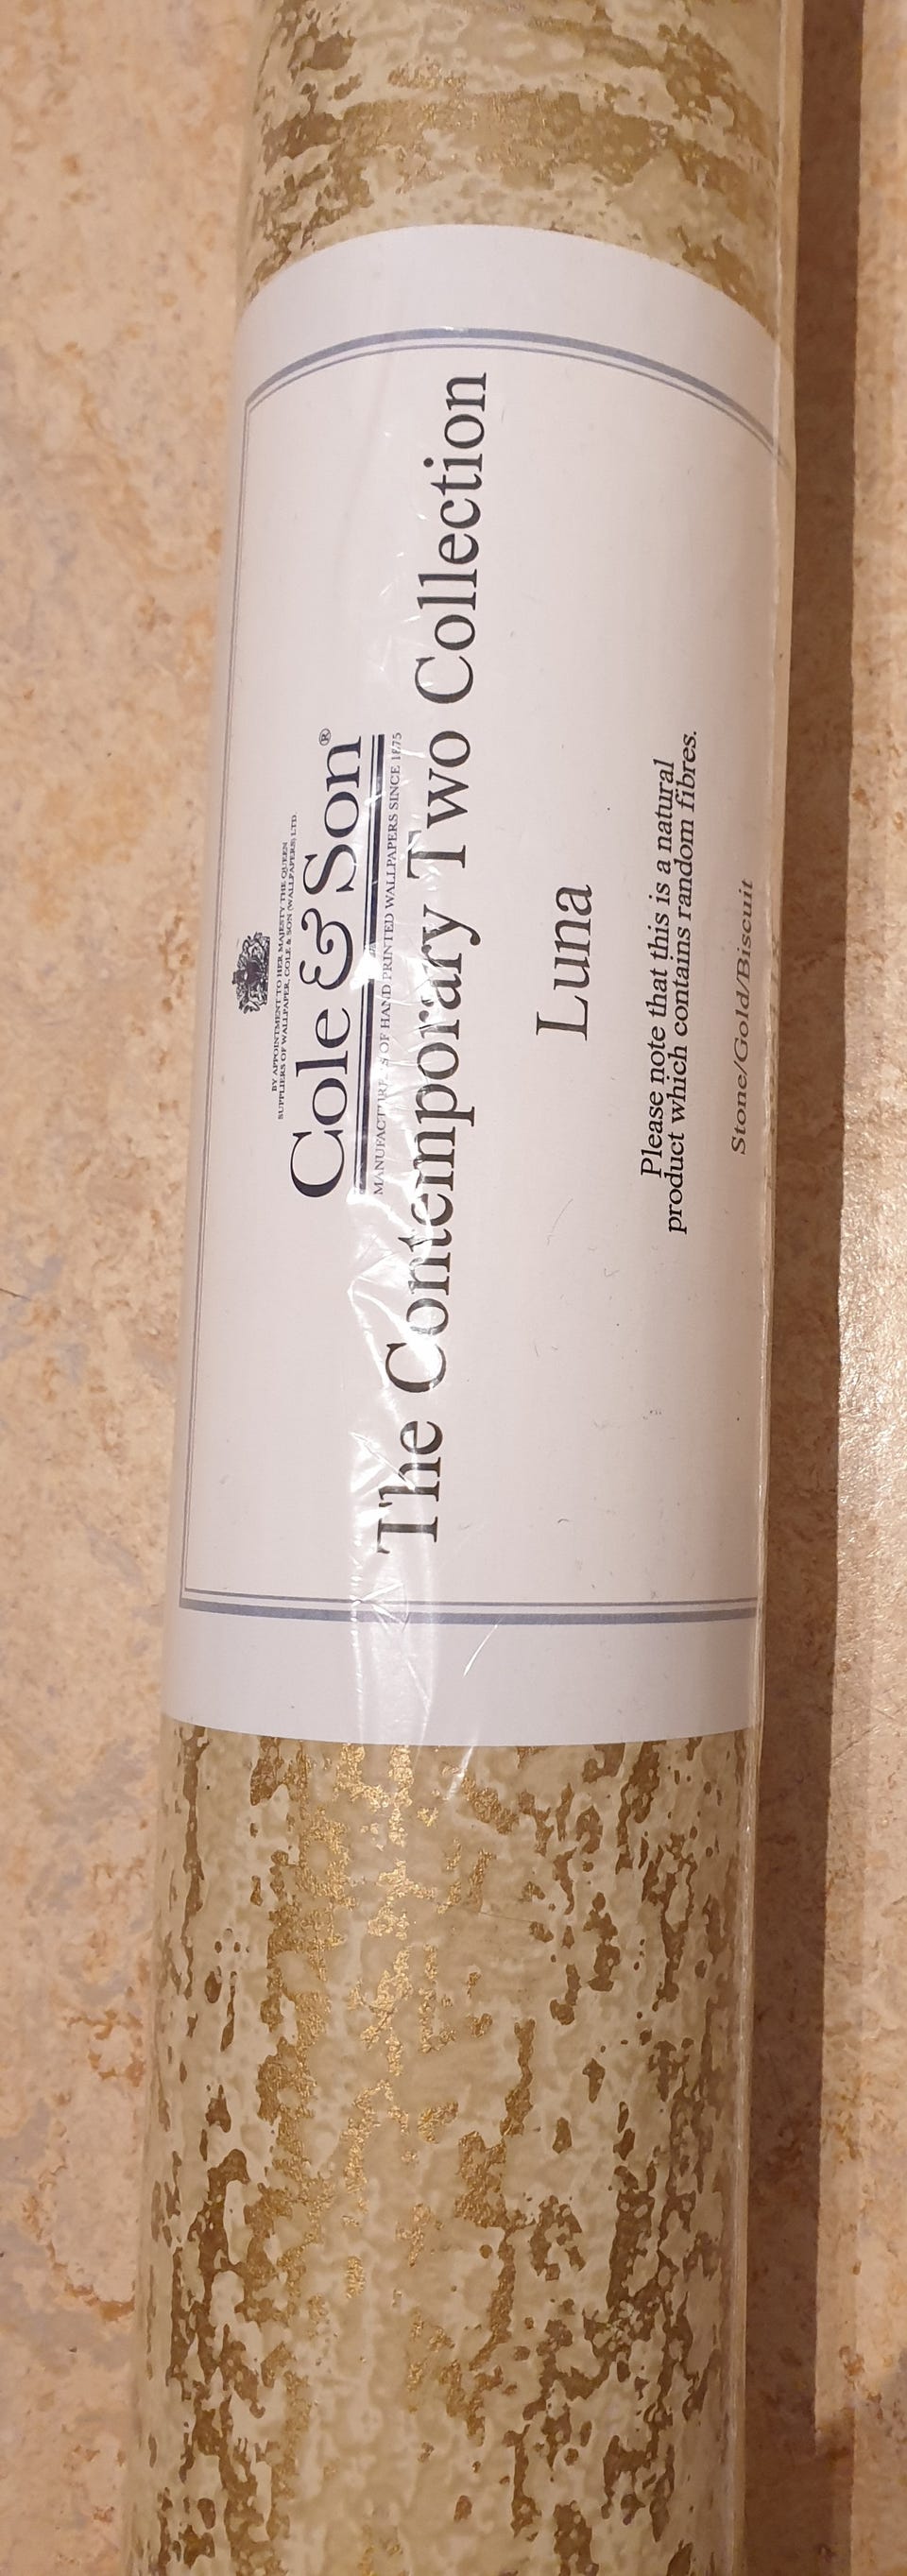 BY APPOINTMENT TO HER MAJESTY THE QUEEN
SUPPLIERS OF WALLPAPER, COLE & SON (WALLPAPERS) LTD.
Cole & Son®
MANUFACTURERS OF HAND PRINTED WALLPAPERS SINCE 1875
The Contemporary Two Collection
Luna
Please note that this is a natural
product which contains random fibres.
Stone/Gold/Biscuit